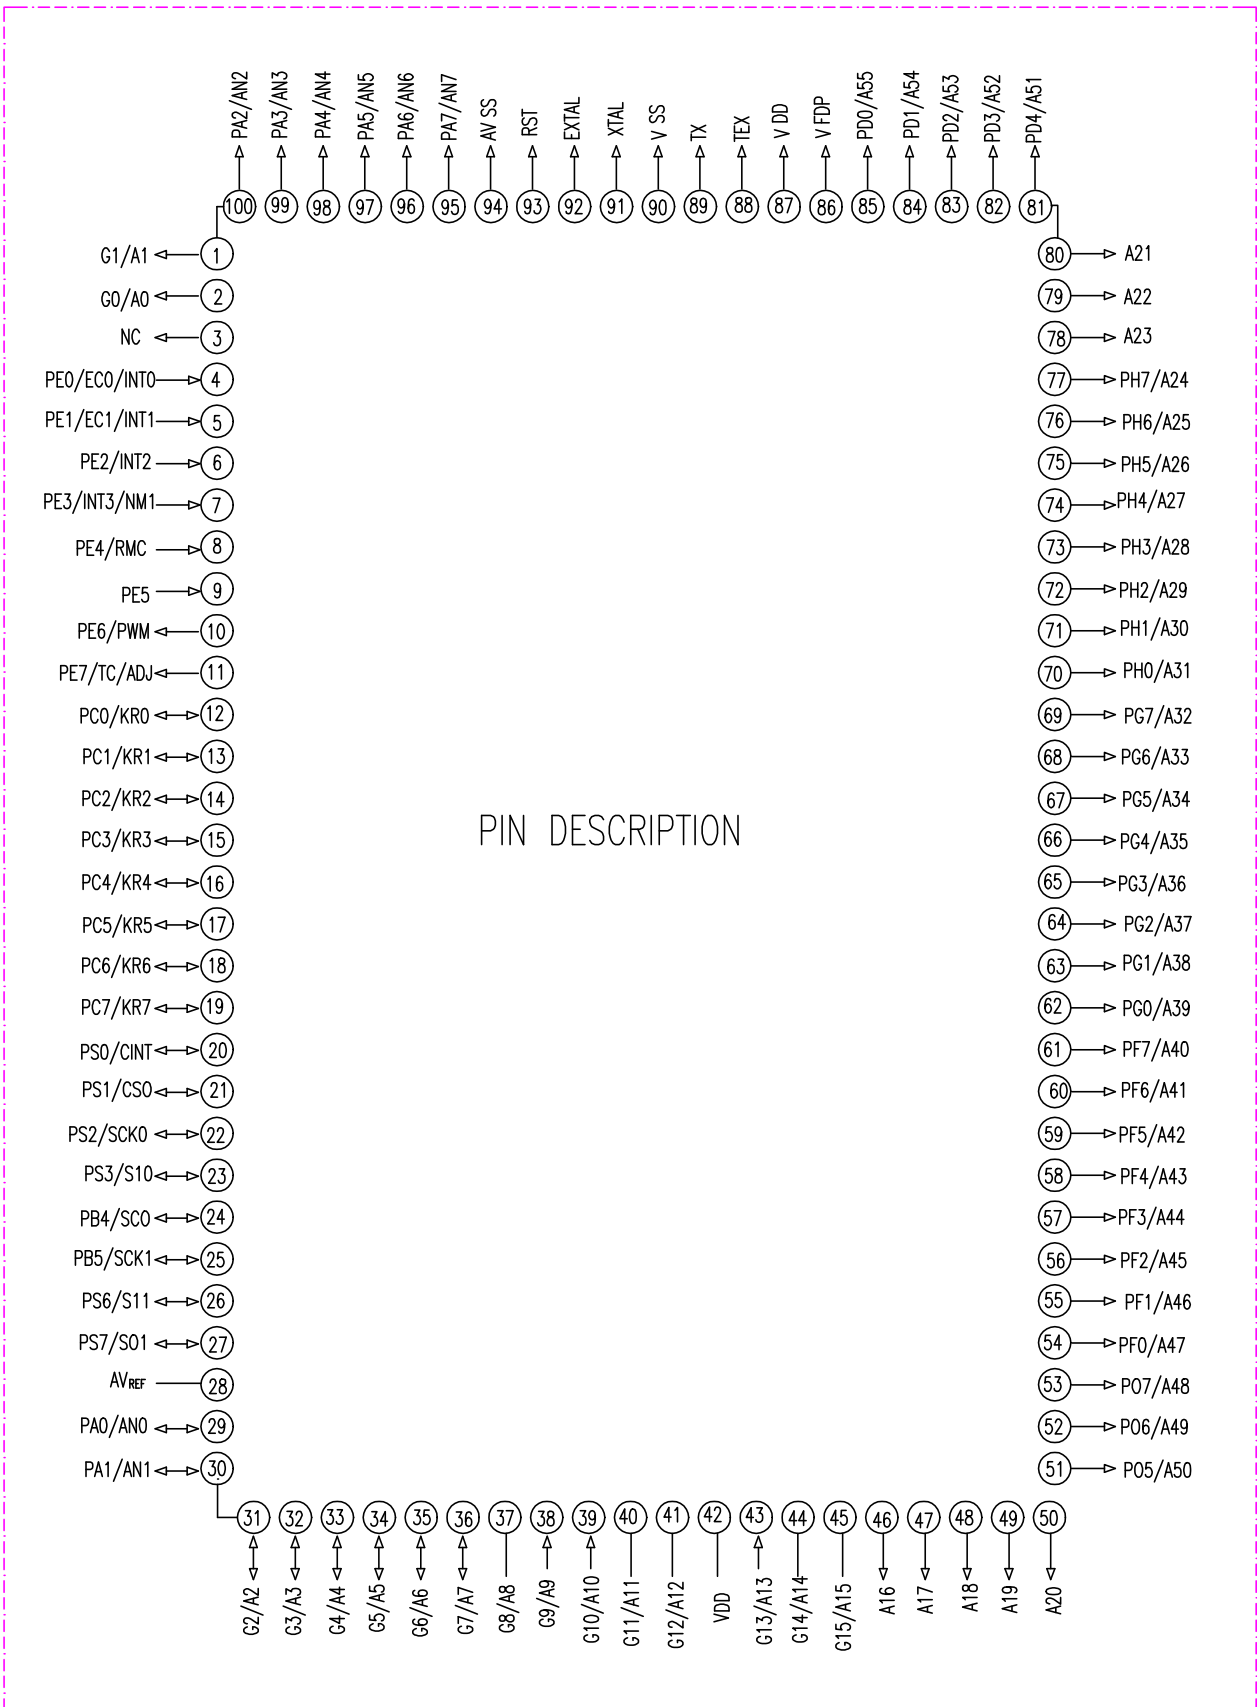 PA2/AN2
PA3/AN3
PA4/AN4
PA5/AN5
PA6/AN6
PA7/AN7
AV SS
RST
EXTAL
XTAL
V SS
TX
TEX
V DD
V FDP
PD0/A55
PD1/A54
PD2/A53
PD3/A52
PD4/A51
100 99 98 97 96 95 94 93 92 91 90 89 88 87 86 85 84 83 82 81
G1/A1 1 80 A21
G0/A0 2 79 A22
NC 3 78 A23
PE0/EC0/INT0 4 77 PH7/A24
PE1/EC1/INT1 5 76 PH6/A25
PE2/INT2 6 75 PH5/A26
PE3/INT3/NM1 7 74 PH4/A27
PE4/RMC 8 73 PH3/A28
PE5 9 72 PH2/A29
PE6/PWM 10 71 PH1/A30
PE7/TC/ADJ 11 70 PH0/A31
PC0/KR0 12 69 PG7/A32
PC1/KR1 13 68 PG6/A33
PC2/KR2 14 67 PG5/A34
PIN DESCRIPTION
PC3/KR3 15 66 PG4/A35
PC4/KR4 16 65 PG3/A36
PC5/KR5 17 64 PG2/A37
PC6/KR6 18 63 PG1/A38
PC7/KR7 19 62 PG0/A39
PS0/CINT 20 61 PF7/A40
PS1/CS0 21 60 PF6/A41
PS2/SCK0 22 59 PF5/A42
PS3/S10 23 58 PF4/A43
PB4/SC0 24 57 PF3/A44
PB5/SCK1 25 56 PF2/A45
PS6/S11 26 55 PF1/A46
PS7/S01 27 54 PF0/A47
AVREF 28 53 P07/A48
PA0/AN0 29 52 P06/A49
PA1/AN1 30 51 P05/A50
31 32 33 34 35 36 37 38 39 40 41 42 43 44 45 46 47 48 49 50
G2/A2
G3/A3
G4/A4
G5/A5
G6/A6
G7/A7
G8/A8
G9/A9
G10/A10
G11/A11
G12/A12
VDD
G13/A13
G14/A14
G15/A15
A16
A17
A18
A19
A20